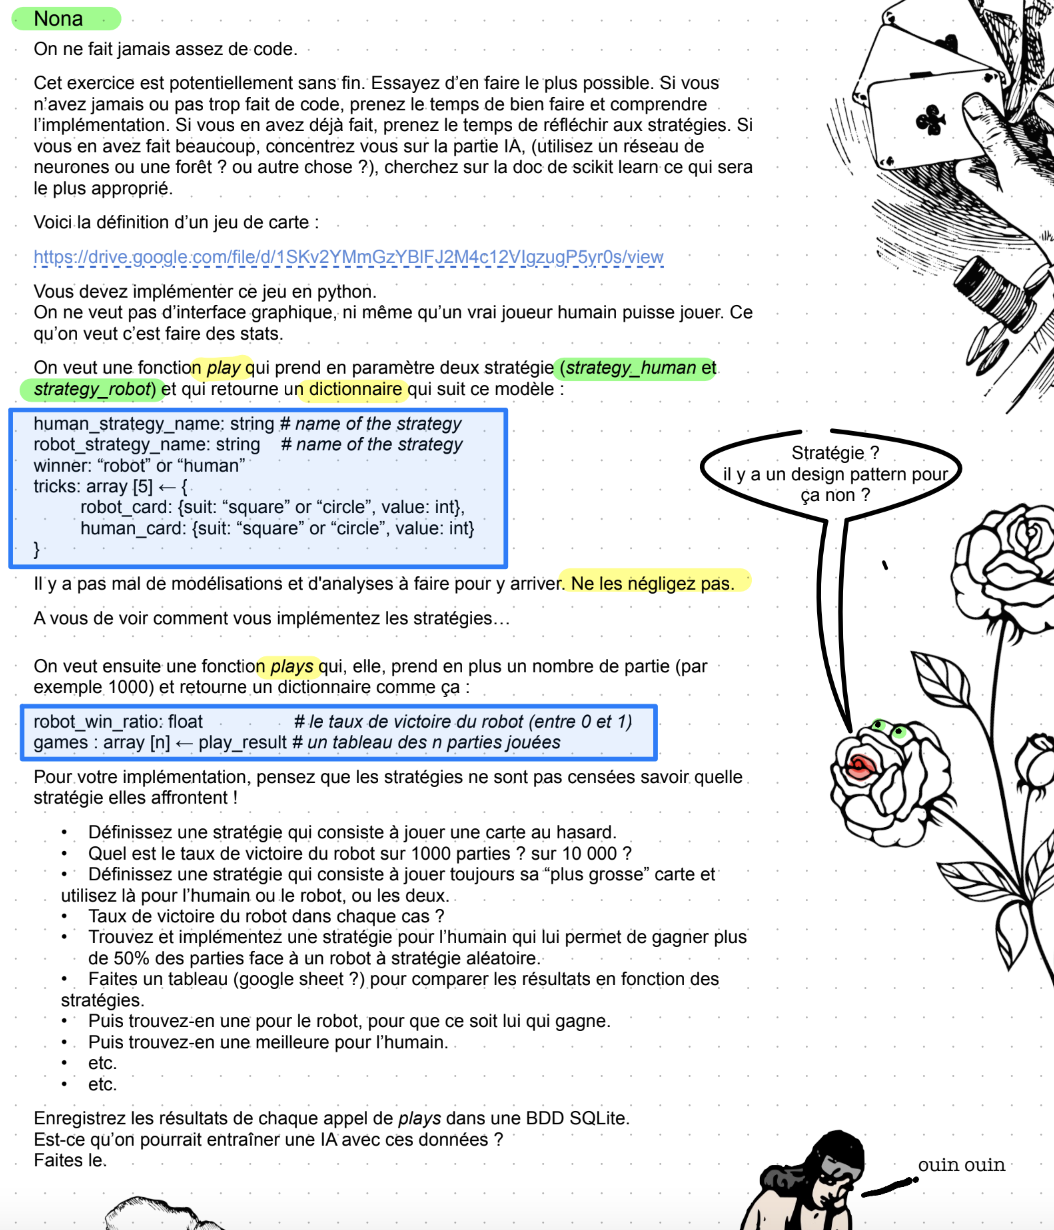 Nona
On ne fait jamais assez de code.
Cet exercice est potentiellement sans fin. Essayez d'en faire le plus possible. Si vous
n'avez jamais ou pas trop fait de code, prenez le temps de bien faire et comprendre
l'implémentation. Si vous en avez déjà fait, prenez le temps de réfléchir aux stratégies. Si
vous en avez fait beaucoup, concentrez vous sur la partie IA, (utilisez un réseau de
neurones ou une forêt ? ou autre chose ?), cherchez sur la doc de scikit learn ce qui sera
le plus approprié.
Voici la définition d'un jeu de carte :
https://drive.google.com/file/d/1SKv2YMmGzYBlFJ2M4c12VIgzugP5yr0s/view
Vous devez implémenter ce jeu en python.
On ne veut pas d'interface graphique, ni même qu'un vrai joueur humain puisse jouer. Ce
qu'on veut c'est faire des stats.
On veut une fonction play qui prend en paramètre deux stratégie (strategy_human et
strategy_robot) et qui retourne un dictionnaire qui suit ce modèle :
human_strategy_name: string # name of the strategy
robot_strategy_name: string # name of the strategy
winner: “robot” or “human”
tricks: array [5] ← {
robot_card: {suit: “square” or “circle”, value: int},
human_card: {suit: “square” or “circle”, value: int}
}
Stratégie ?
il y a un design pattern pour
ça non ?
Il y a pas mal de modélisations et d'analyses à faire pour y arriver. Ne les négligez pas.
A vous de voir comment vous implémentez les stratégies…
On veut ensuite une fonction plays qui, elle, prend en plus un nombre de partie (par
exemple 1000) et retourne un dictionnaire comme ça :
robot_win_ratio: float # le taux de victoire du robot (entre 0 et 1)
games : array [n] ← play_result # un tableau des n parties jouées
Pour votre implémentation, pensez que les stratégies ne sont pas censées savoir quelle
stratégie elles affrontent !
• Définissez une stratégie qui consiste à jouer une carte au hasard.
• Quel est le taux de victoire du robot sur 1000 parties ? sur 10 000 ?
• Définissez une stratégie qui consiste à jouer toujours sa “plus grosse” carte et
utilisez là pour l'humain ou le robot, ou les deux.
• Taux de victoire du robot dans chaque cas ?
• Trouvez et implémentez une stratégie pour l'humain qui lui permet de gagner plus
de 50% des parties face à un robot à stratégie aléatoire.
• Faites un tableau (google sheet ?) pour comparer les résultats en fonction des
stratégies.
• Puis trouvez-en une pour le robot, pour que ce soit lui qui gagne.
• Puis trouvez-en une meilleure pour l'humain.
• etc.
• etc.
Enregistrez les résultats de chaque appel de plays dans une BDD SQLite.
Est-ce qu'on pourrait entraîner une IA avec ces données ?
Faites le.
ouin ouin